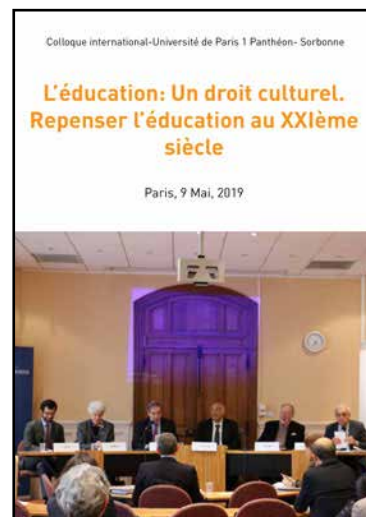 Colloque international-Université de Paris 1 Panthéon- Sorbonne
L'éducation: Un droit culturel.
Repenser l'éducation au XXIème
siècle
Paris, 9 Mai, 2019